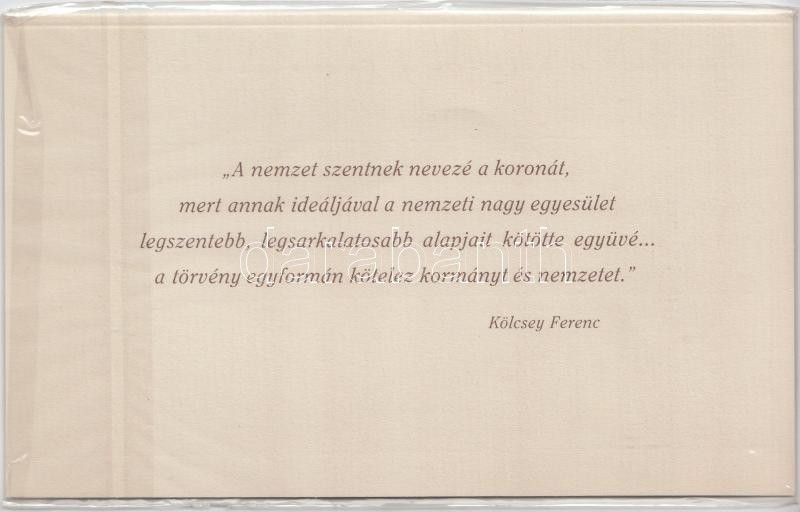 „A nemzet szentnek nevezé a koronát,
mert annak ideáljával a nemzeti nagy egyesület
legszentebb, legsarkalatosabb alapjait kötötte együvé...
darabanth
a törvény egyformán kötelez kormányt és nemzetet.”
Kölcsey Ferenc